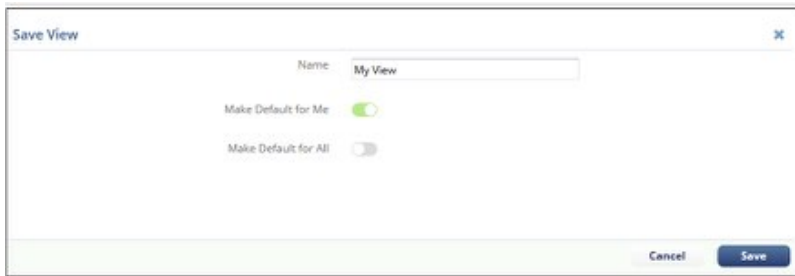 Save View
Name My View
Make Default for Me
Make Default for All
Cancel Save